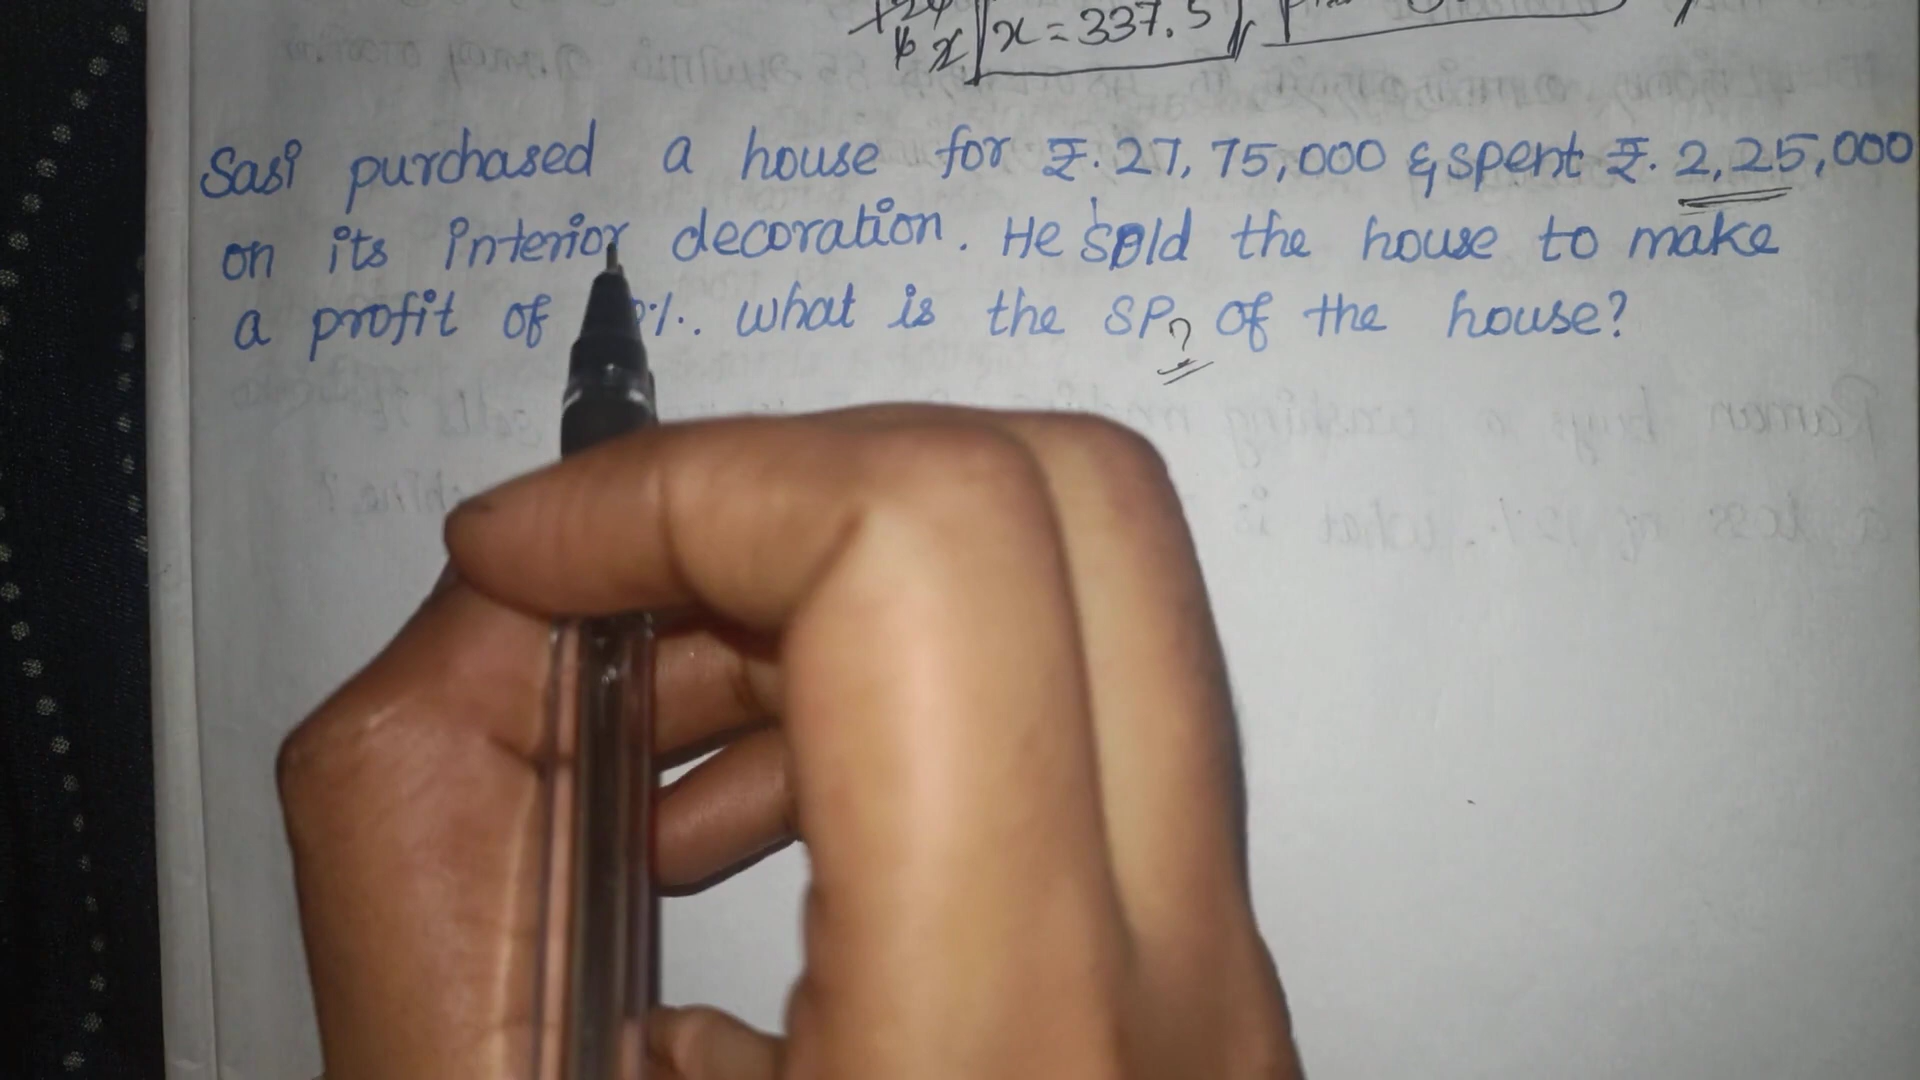 x = 337.5
Sasi purchased a house for ₹. 27,75,000 & spent ₹. 2,25,000
on its interior decoration. He sold the house to make
a profit of %. what is the SP? of the house?